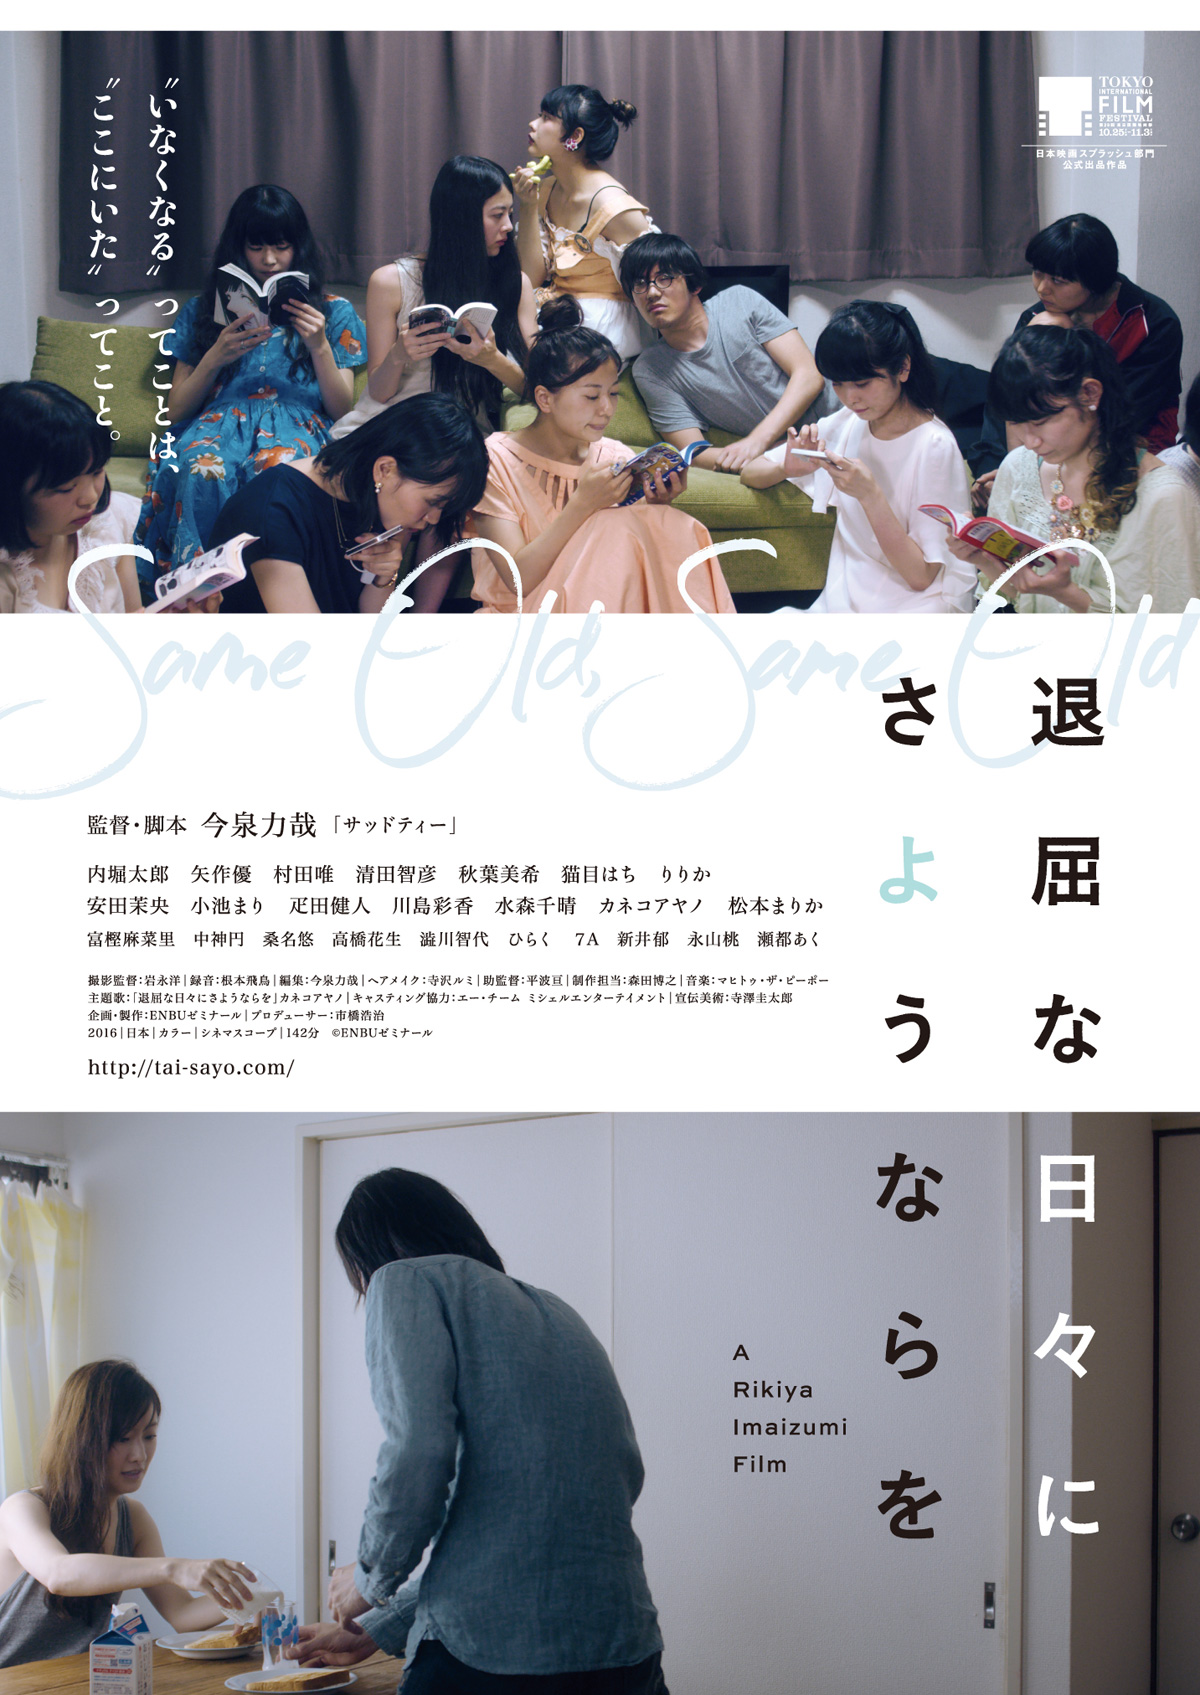 “いなくなる”ってことは、
“ここにいた”ってこと。
TOKYO
INTERNATIONAL
FILM
FESTIVAL
10.25-11.3
日本映画スプラッシュ部門
公式出品作品
Same Old, Same Old
退屈な日々に
さようならを
監督・脚本 今泉力哉「サッドティー」
内堀太郎 矢作優 村田唯 清田智彦 秋葉美希 猫目はち りりか
安田茉央 小池まり 疋田健人 川島彩香 水森千晴 カネコアヤノ 松本まりか
富樫麻菜里 中神円 桑名悠 高橋花生 澁川智代 ひらく 7A 新井郁 永山桃 瀬都あく
撮影監督：岩永洋｜録音：根本飛鳥｜編集：今泉力哉｜ヘアメイク：寺沢ルミ｜助監督：平波亘｜制作担当：森田博之｜音楽：マヒトゥ・ザ・ピーポー
主題歌：「退屈な日々にさようならを」カネコアヤノ｜キャスティング協力：エー・チーム ミシェルエンターテイメント｜宣伝美術：寺澤圭太郎
企画・製作：ENBUゼミナール｜プロデューサー：市橋浩治
2016｜日本｜カラー｜シネマスコープ｜142分 ©ENBUゼミナール
http://tai-sayo.com/
A
Rikiya
Imaizumi
Film